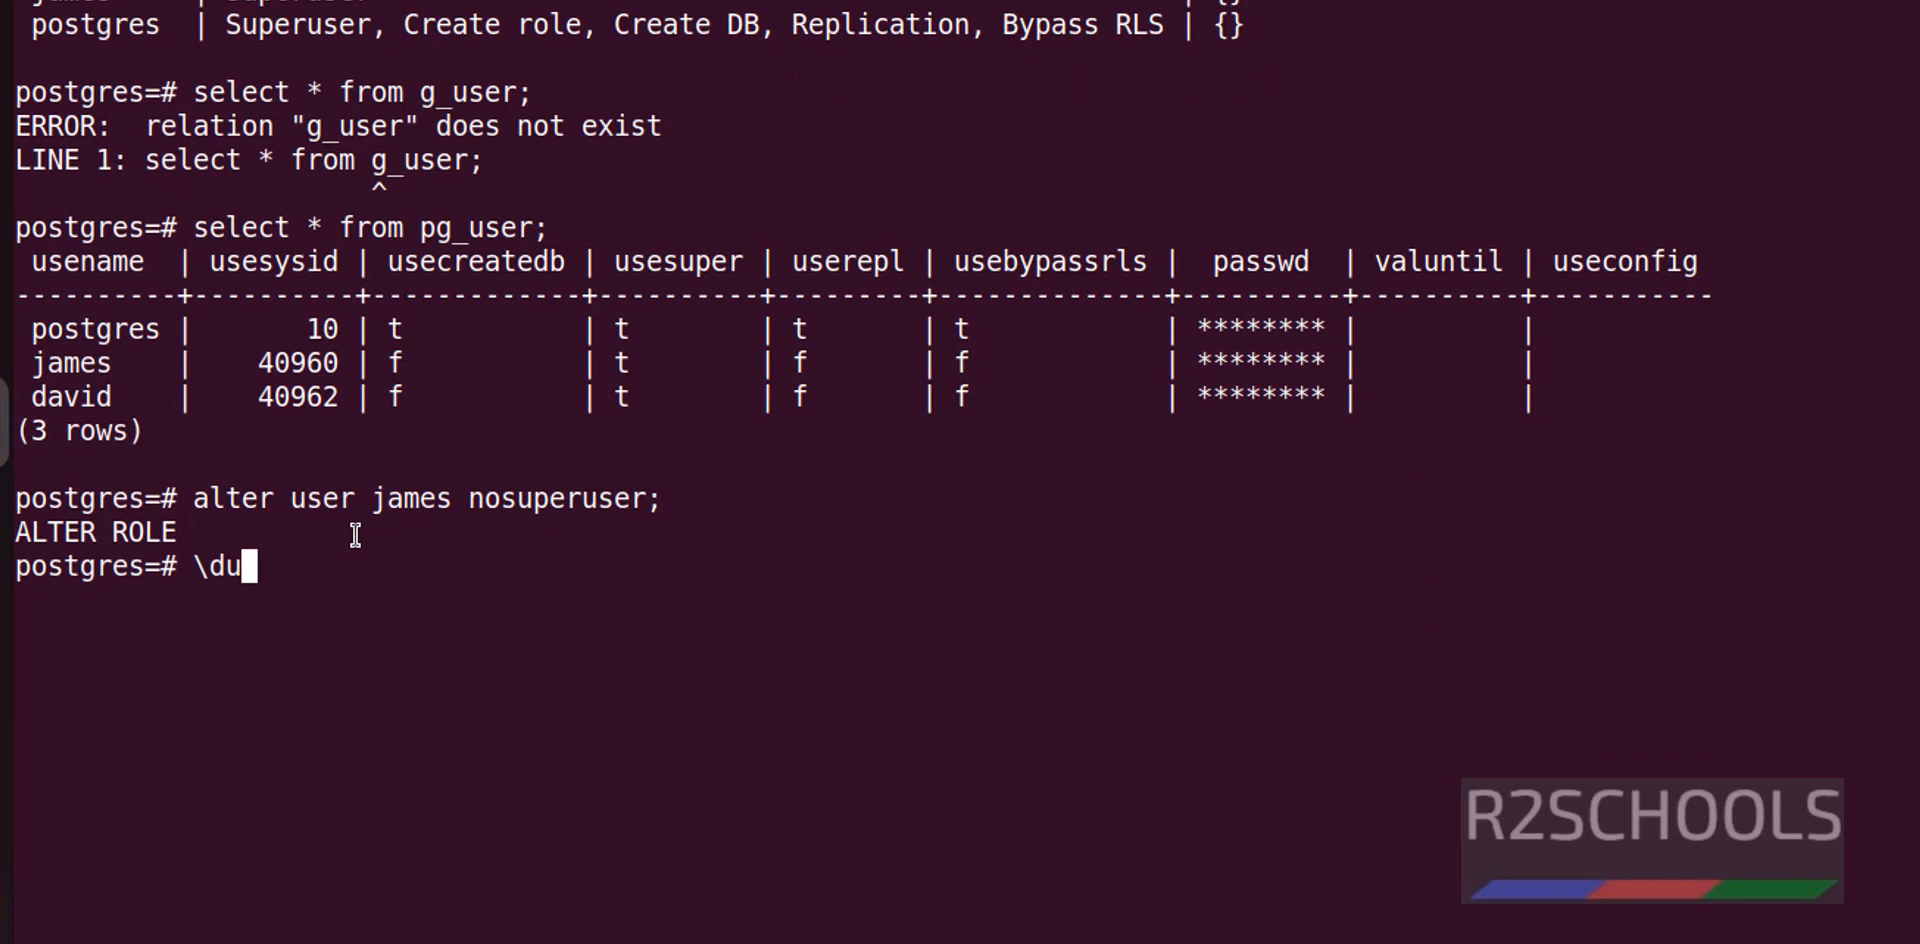 james | Superuser | {}
postgres | Superuser, Create role, Create DB, Replication, Bypass RLS | {}
postgres=# select * from g_user;
ERROR:  relation "g_user" does not exist
LINE 1: select * from g_user;
                      ^
postgres=# select * from pg_user;
 usename  | usesysid | usecreatedb | usesuper | userepl | usebypassrls |  passwd  | valuntil | useconfig
----------+----------+-------------+----------+---------+--------------+----------+----------+-----------
 postgres |       10 | t           | t        | t       | t            | ******** |          |
 james    |    40960 | f           | t        | f       | f            | ******** |          |
 david    |    40962 | f           | t        | f       | f            | ******** |          |
(3 rows)
postgres=# alter user james nosuperuser;
ALTER ROLE
postgres=# \du
R2SCHOOLS